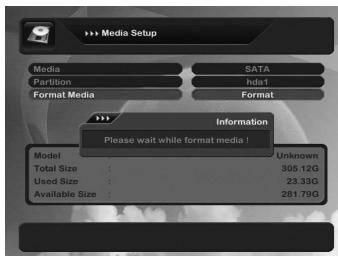 ▸▸▸ Media Setup
Media SATA
Partition hda1
Format Media Format
▸▸▸ Information
Please wait while format media !
Model : Unknown
Total Size : 305.12G
Used Size : 23.33G
Available Size : 281.79G